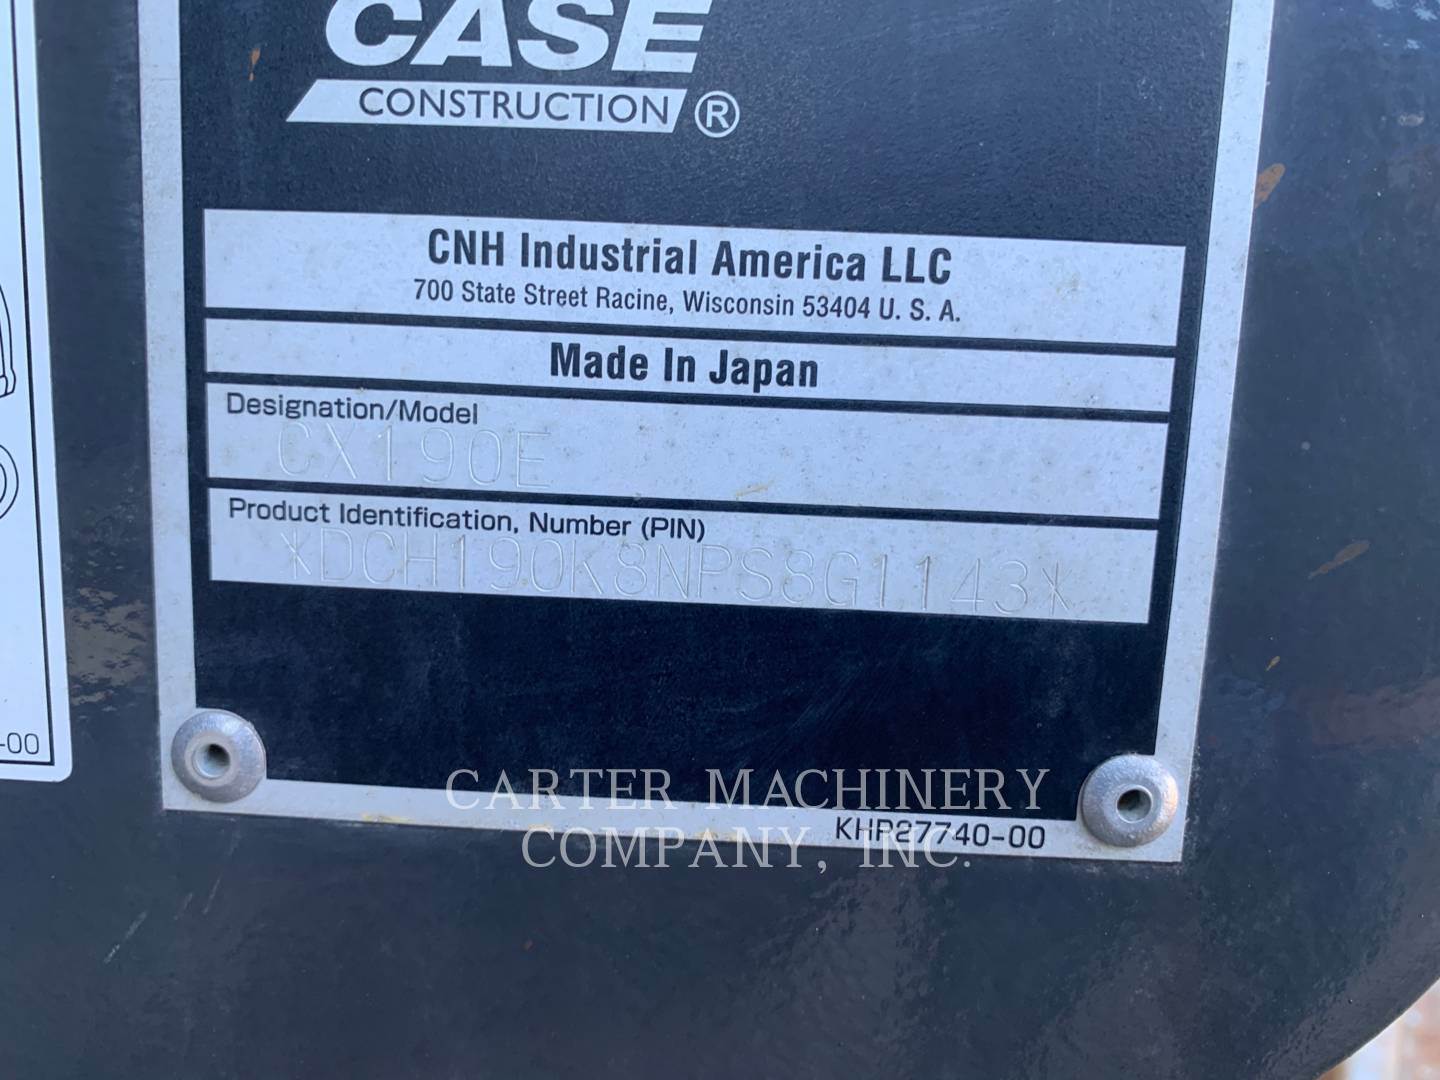 CASE
CONSTRUCTION ®
CNH Industrial America LLC
700 State Street Racine, Wisconsin 53404 U. S. A.
Made In Japan
Designation/Model
CX190E
Product Identification, Number (PIN)
*DCH190K8NPS8G1143*
-00
CARTER MACHINERY
KHR27740-00
COMPANY, INC.